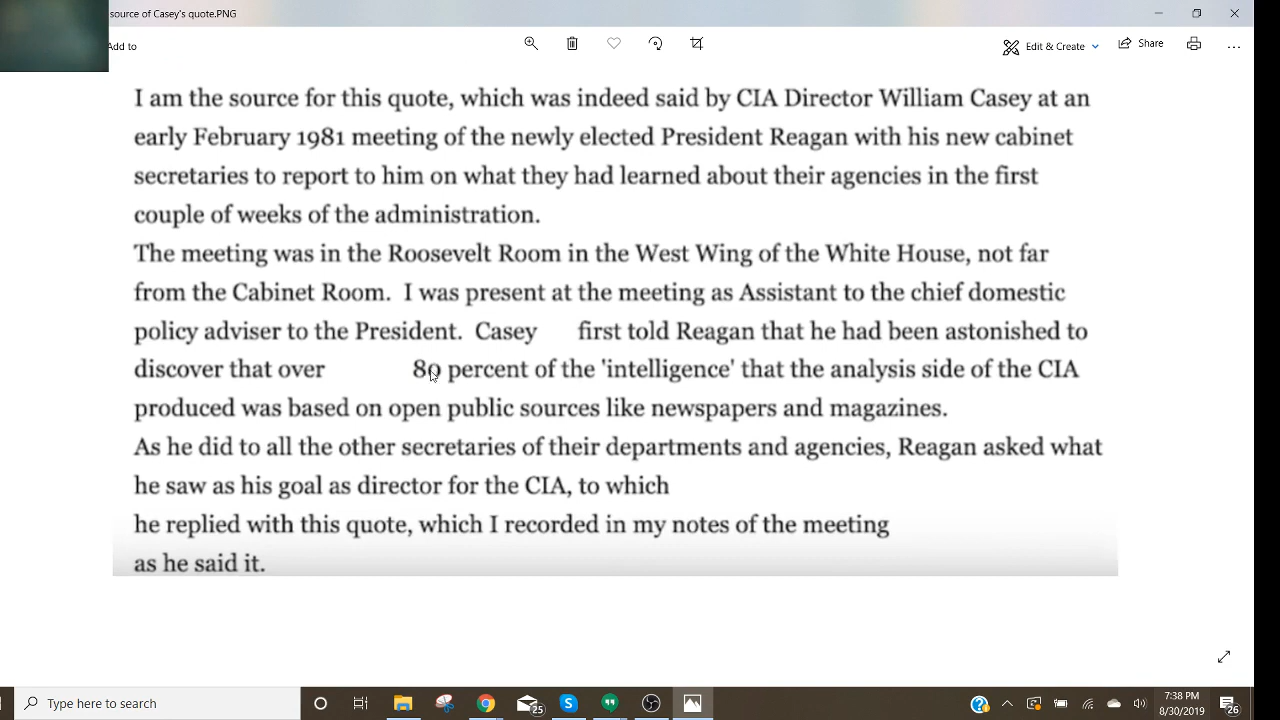 source of Casey's quote.PNG
Add to
Edit & Create
Share
I am the source for this quote, which was indeed said by CIA Director William Casey at an
early February 1981 meeting of the newly elected President Reagan with his new cabinet
secretaries to report to him on what they had learned about their agencies in the first
couple of weeks of the administration.
The meeting was in the Roosevelt Room in the West Wing of the White House, not far
from the Cabinet Room. I was present at the meeting as Assistant to the chief domestic
policy adviser to the President. Casey first told Reagan that he had been astonished to
discover that over 80 percent of the 'intelligence' that the analysis side of the CIA
produced was based on open public sources like newspapers and magazines.
As he did to all the other secretaries of their departments and agencies, Reagan asked what
he saw as his goal as director for the CIA, to which
he replied with this quote, which I recorded in my notes of the meeting
as he said it.
Type here to search
25
7:38 PM
8/30/2019
26